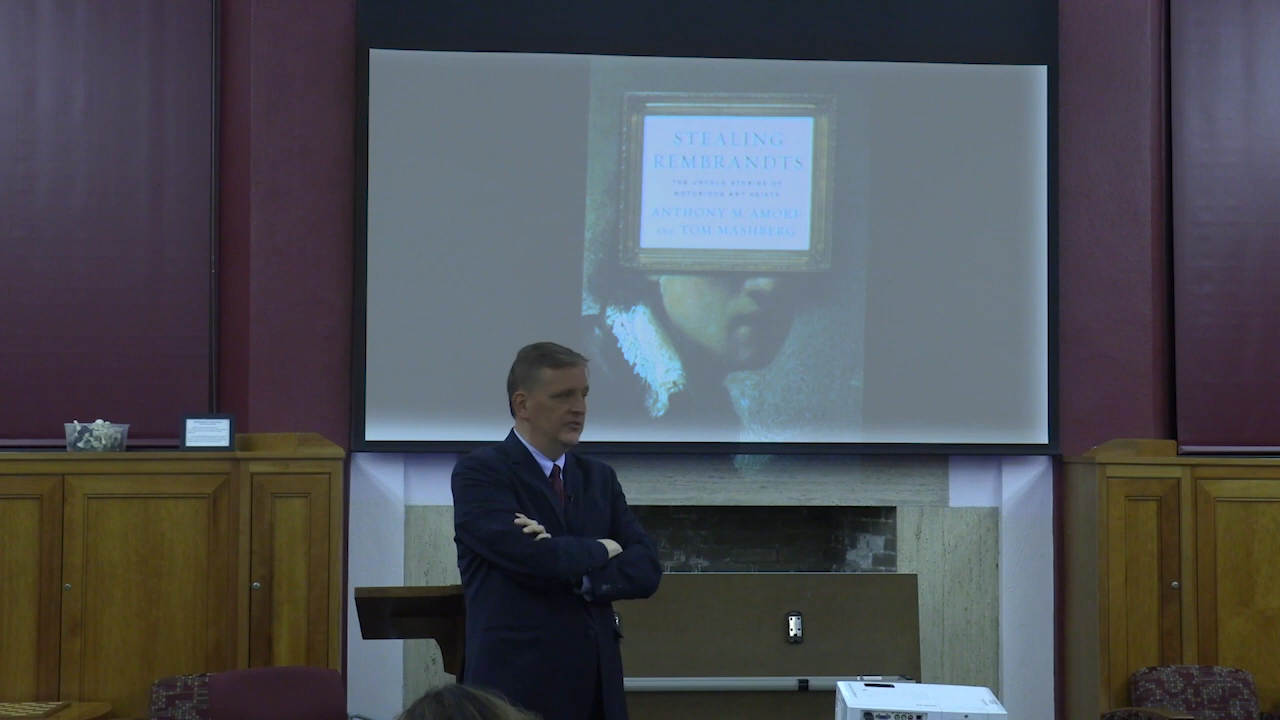 STEALING
REMBRANDTS
THE UNTOLD STORIES OF
NOTORIOUS ART HEISTS
ANTHONY M. AMORE
AND TOM MASHBERG